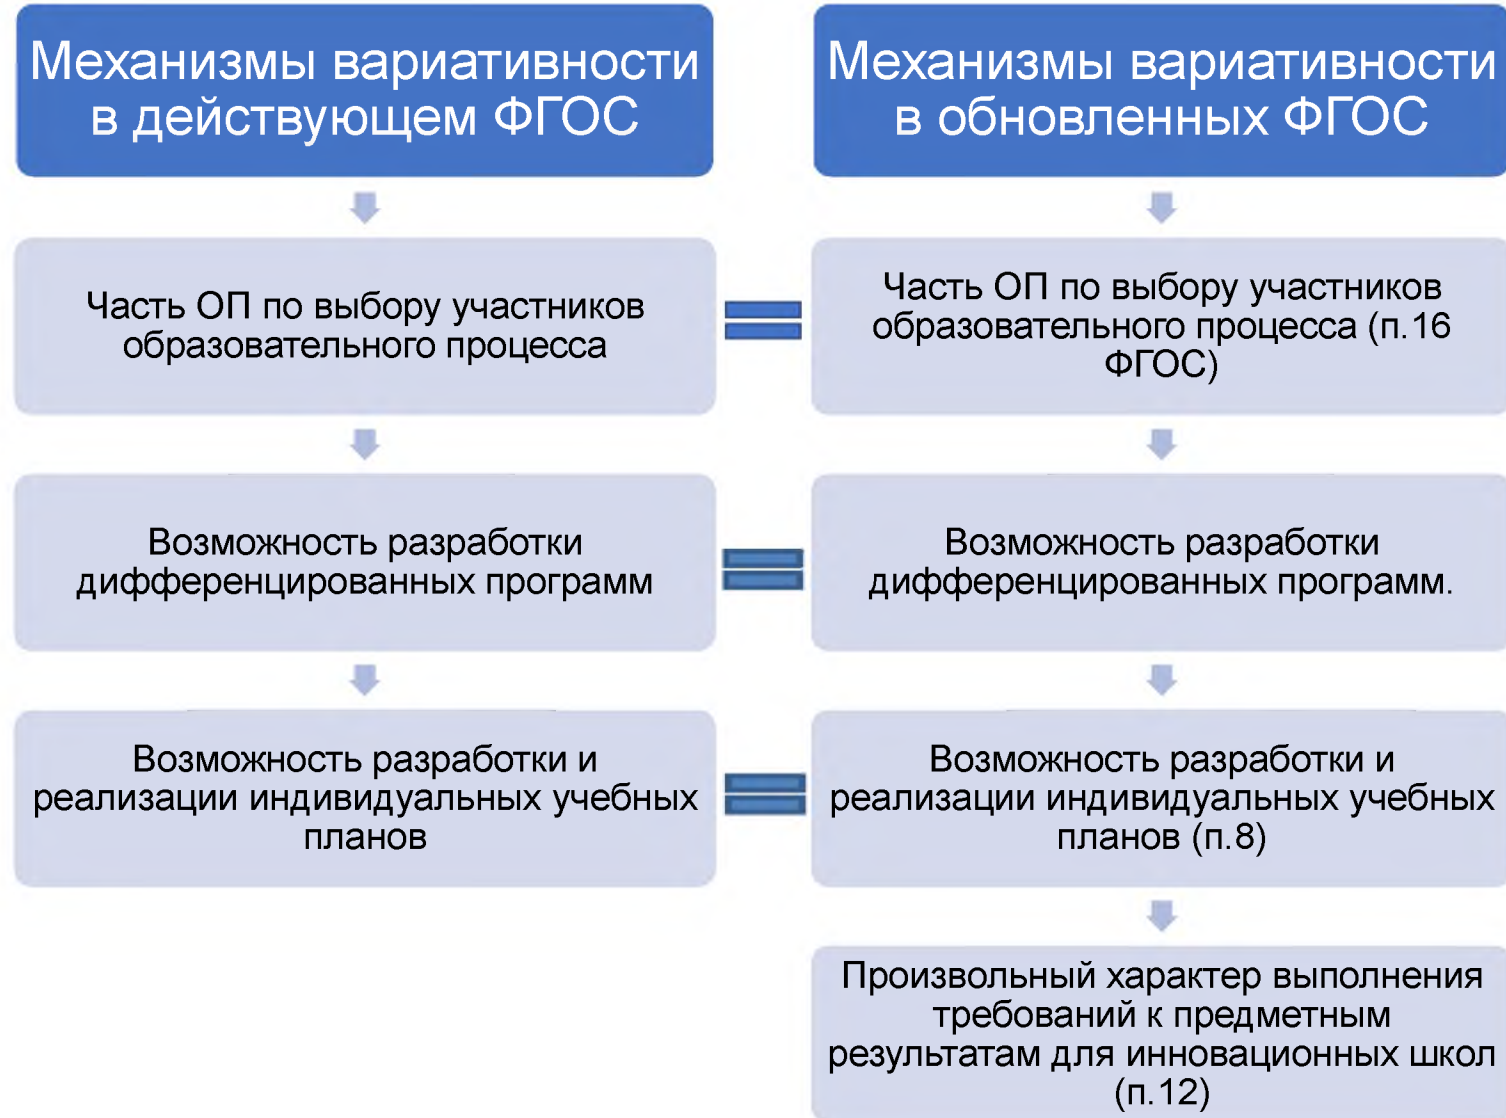 Механизмы вариативности
в действующем ФГОС
Часть ОП по выбору участников
образовательного процесса
Возможность разработки
дифференцированных программ
Возможность разработки и
реализации индивидуальных учебных
планов
Механизмы вариативности
в обновленных ФГОС
Часть ОП по выбору участников
образовательного процесса (п.16
ФГОС)
Возможность разработки
дифференцированных программ.
Возможность разработки и
реализации индивидуальных учебных
планов (п.8)
Произвольный характер выполнения
требований к предметным
результатам для инновационных школ
(п.12)